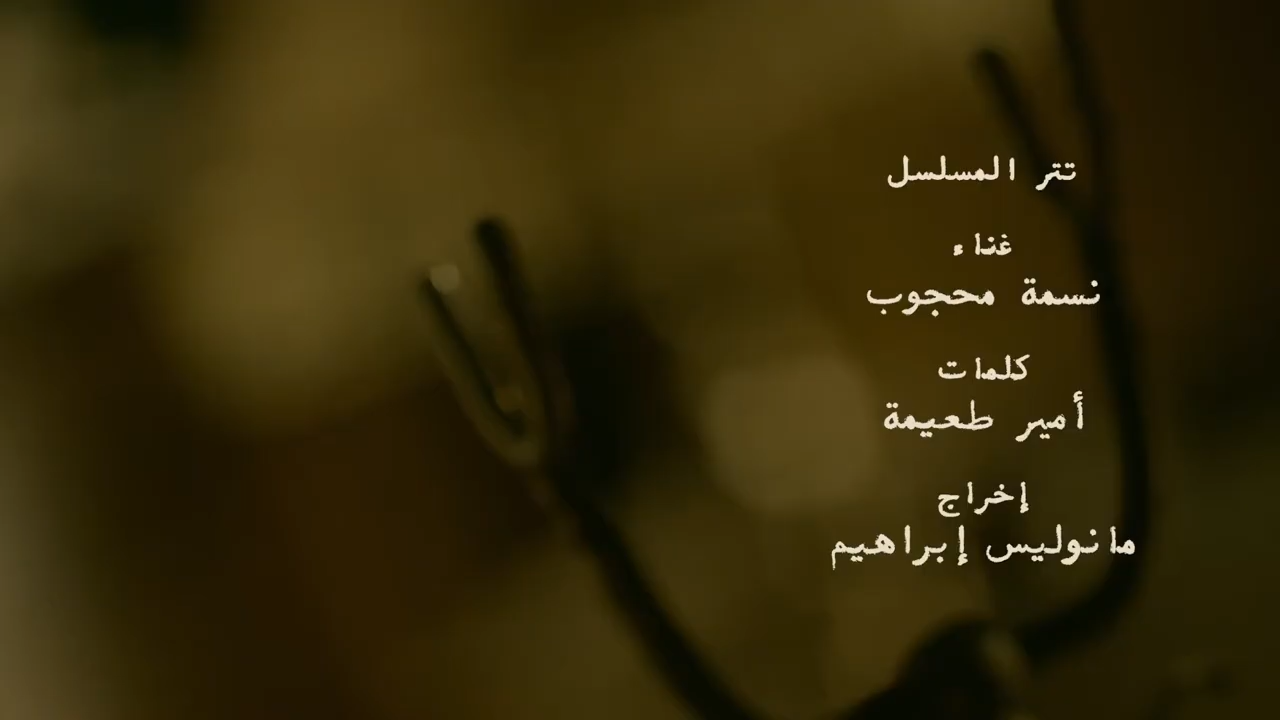 تتر المسلسل
غناء
نسمة محجوب
كلمات
أمير طعيمة
إخراج
مانوليس إبراهيم